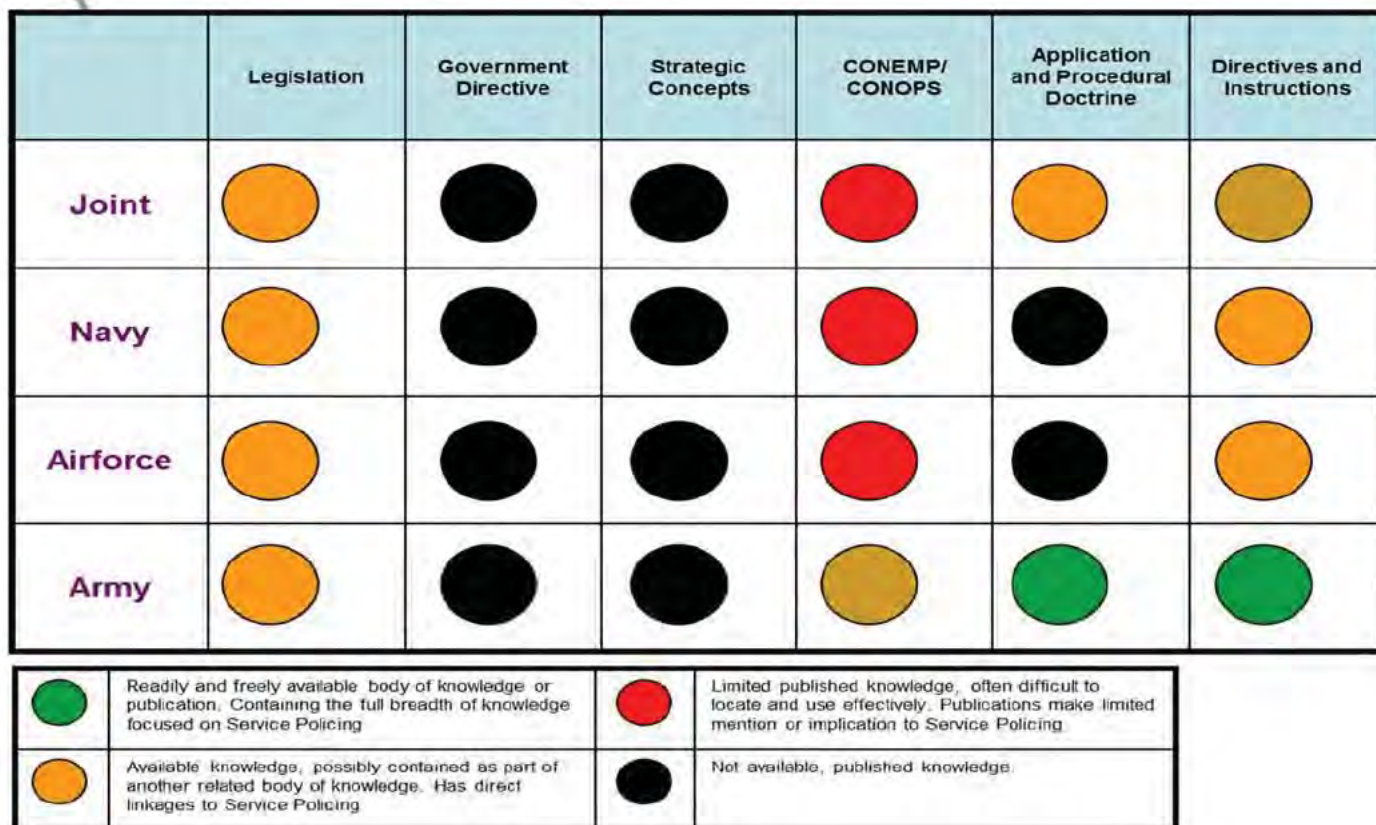 Legislation
Government
Directive
Strategic
Concepts
CONEMP/
CONOPS
Application
and Procedural
Doctrine
Directives and
Instructions
Joint
Navy
Airforce
Army
Readily and freely available body of knowledge or
publication. Containing the full breadth of knowledge
focused on Service Policing
Limited published knowledge, often difficult to
locate and use effectively. Publications make limited
mention or implication to Service Policing.
Available knowledge, possibly contained as part of
another related body of knowledge. Has direct
linkages to Service Policing
Not available, published knowledge.